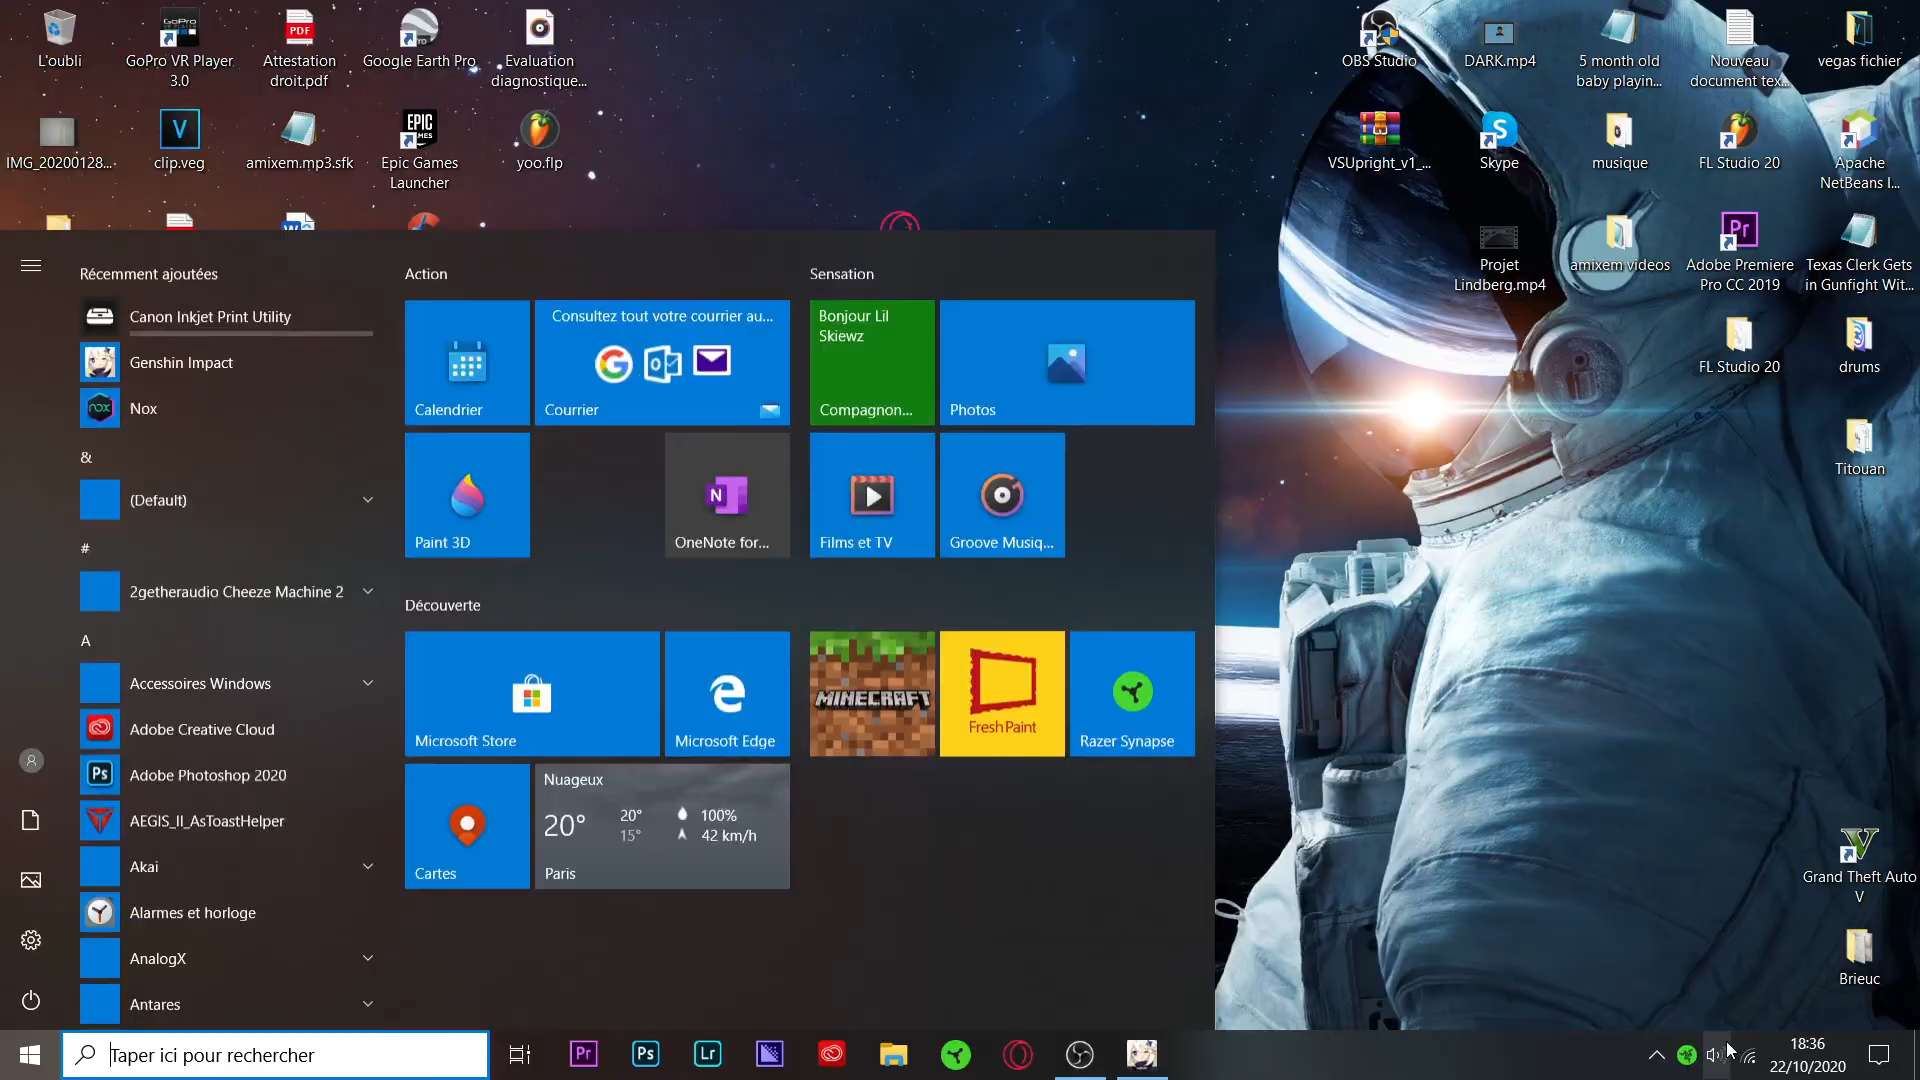 L'oubli
GoPro VR Player
3.0
Attestation
droit.pdf
Google Earth Pro
Evaluation
diagnostique...
OBS Studio
DARK.mp4
5 month old
baby playin...
Nouveau
document tex...
vegas fichier
IMG_20200128...
clip.veg
amixem.mp3.sfk
Epic Games
Launcher
yoo.flp
VSUpright_v1_...
Skype
musique
FL Studio 20
Apache
NetBeans I...
Projet
Lindberg.mp4
amixem videos
Adobe Premiere
Pro CC 2019
Texas Clerk Gets
in Gunfight Wit...
FL Studio 20
drums
Titouan
Grand Theft Auto
V
Brieuc
Récemment ajoutées
Canon Inkjet Print Utility
Genshin Impact
Nox
&
(Default)
#
2getheraudio Cheeze Machine 2
A
Accessoires Windows
Adobe Creative Cloud
Adobe Photoshop 2020
AEGIS_II_AsToastHelper
Akai
Alarmes et horloge
AnalogX
Antares
Action
Calendrier
Consultez tout votre courrier au...
Courrier
Paint 3D
OneNote for...
Sensation
Bonjour Lil
Skiewz
Compagnon...
Photos
Films et TV
Groove Musiq...
Découverte
Microsoft Store
Microsoft Edge
MINECRAFT
Fresh Paint
Razer Synapse
Cartes
Nuageux
20°
20°
15°
100%
42 km/h
Paris
Taper ici pour rechercher
18:36
22/10/2020